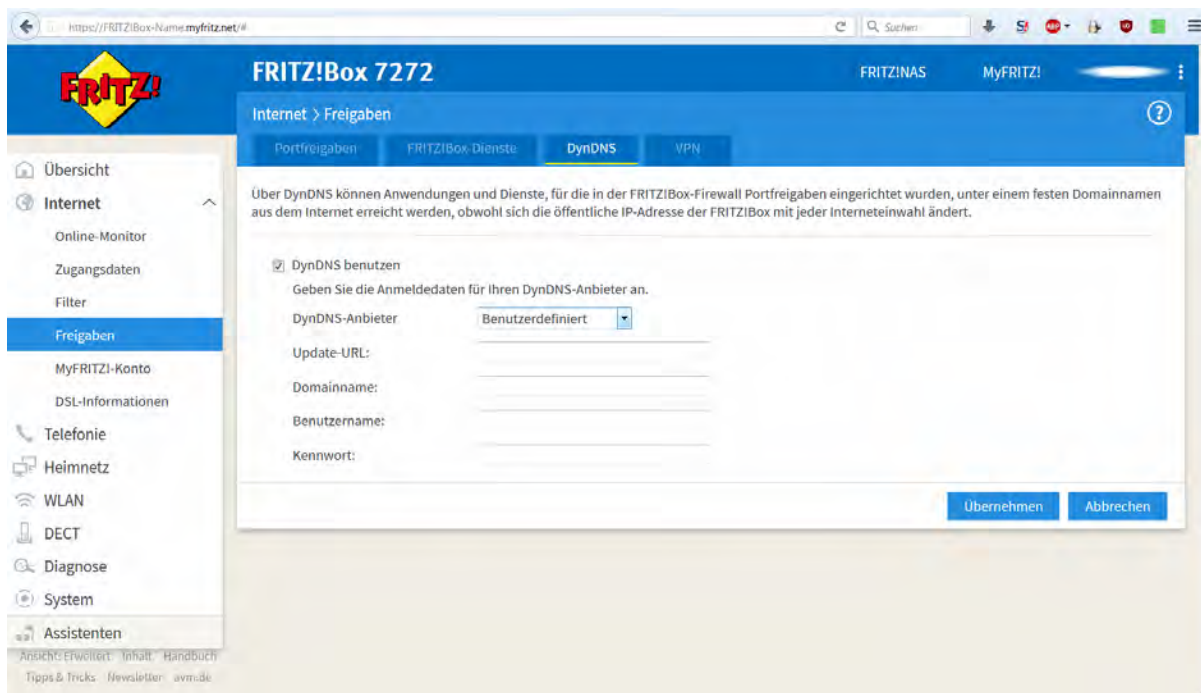 https://FRITZ!Box-Name.myfritz.net/#
Suchen
S!
ABP
FRITZ!
FRITZ!Box 7272
FRITZ!NAS
MyFRITZ!
Internet > Freigaben
?
Portfreigaben
FRITZ!Box-Dienste
DynDNS
VPN
Übersicht
Internet
Online-Monitor
Zugangsdaten
Filter
Freigaben
MyFRITZ!-Konto
DSL-Informationen
Telefonie
Heimnetz
WLAN
DECT
Diagnose
System
Assistenten
Ansicht: Erweitert Inhalt Handbuch
Tipps & Tricks Newsletter avm.de
Über DynDNS können Anwendungen und Dienste, für die in der FRITZ!Box-Firewall Portfreigaben eingerichtet wurden, unter einem festen Domainnamen
aus dem Internet erreicht werden, obwohl sich die öffentliche IP-Adresse der FRITZ!Box mit jeder Interneteinwahl ändert.
DynDNS benutzen
Geben Sie die Anmeldedaten für Ihren DynDNS-Anbieter an.
DynDNS-Anbieter
Benutzerdefiniert
Update-URL:
Domainname:
Benutzername:
Kennwort:
Übernehmen
Abbrechen